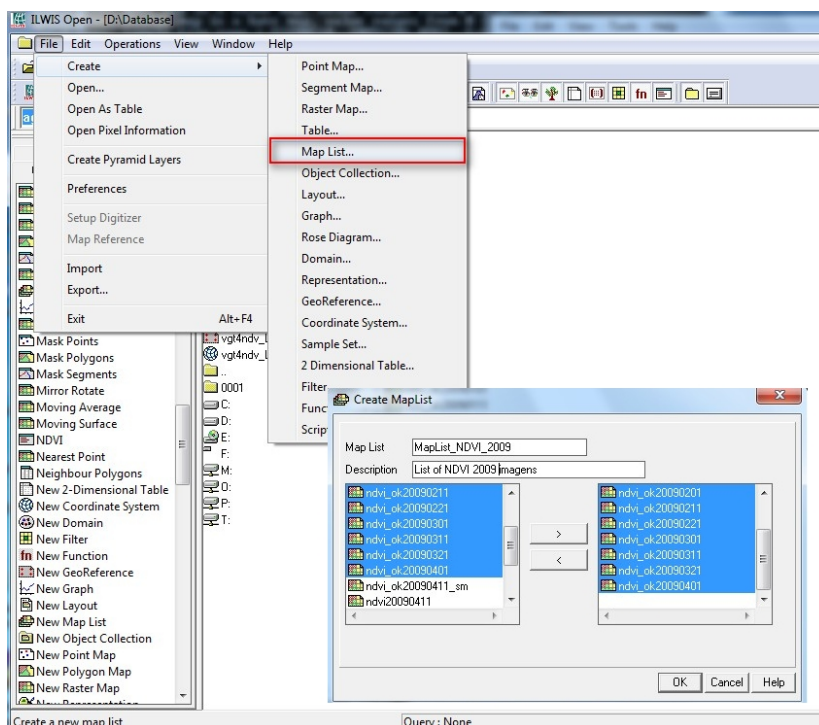 ILWIS Open - [D:\Database]
File Edit Operations View Window Help
Create
Open...
Open As Table
Open Pixel Information
Create Pyramid Layers
Preferences
Setup Digitizer
Map Reference
Import
Export...
Exit Alt+F4
Point Map...
Segment Map...
Raster Map...
Table...
Map List...
Object Collection...
Layout...
Graph...
Rose Diagram...
Domain...
Representation...
GeoReference...
Coordinate System...
Sample Set...
2 Dimensional Table...
Filter
Func
Scrip
fn
Mask Points
Mask Polygons
Mask Segments
Mirror Rotate
Moving Average
Moving Surface
NDVI
Nearest Point
Neighbour Polygons
New 2-Dimensional Table
New Coordinate System
New Domain
New Filter
fn New Function
New GeoReference
New Graph
New Layout
New Map List
New Object Collection
New Point Map
New Polygon Map
New Raster Map
New Representation
vgt4ndv_L
vgt4ndv_L
..
0001
C:
D:
E:
F:
M:
O:
P:
T:
Create MapList
Map List MapList_NDVI_2009
Description List of NDVI 2009 imagens
ndvi_ok20090211
ndvi_ok20090221
ndvi_ok20090301
ndvi_ok20090311
ndvi_ok20090321
ndvi_ok20090401
ndvi_ok20090411_sm
ndvi20090411
>
<
ndvi_ok20090201
ndvi_ok20090211
ndvi_ok20090221
ndvi_ok20090301
ndvi_ok20090311
ndvi_ok20090321
ndvi_ok20090401
OK Cancel Help
Create a new map list
Query : None